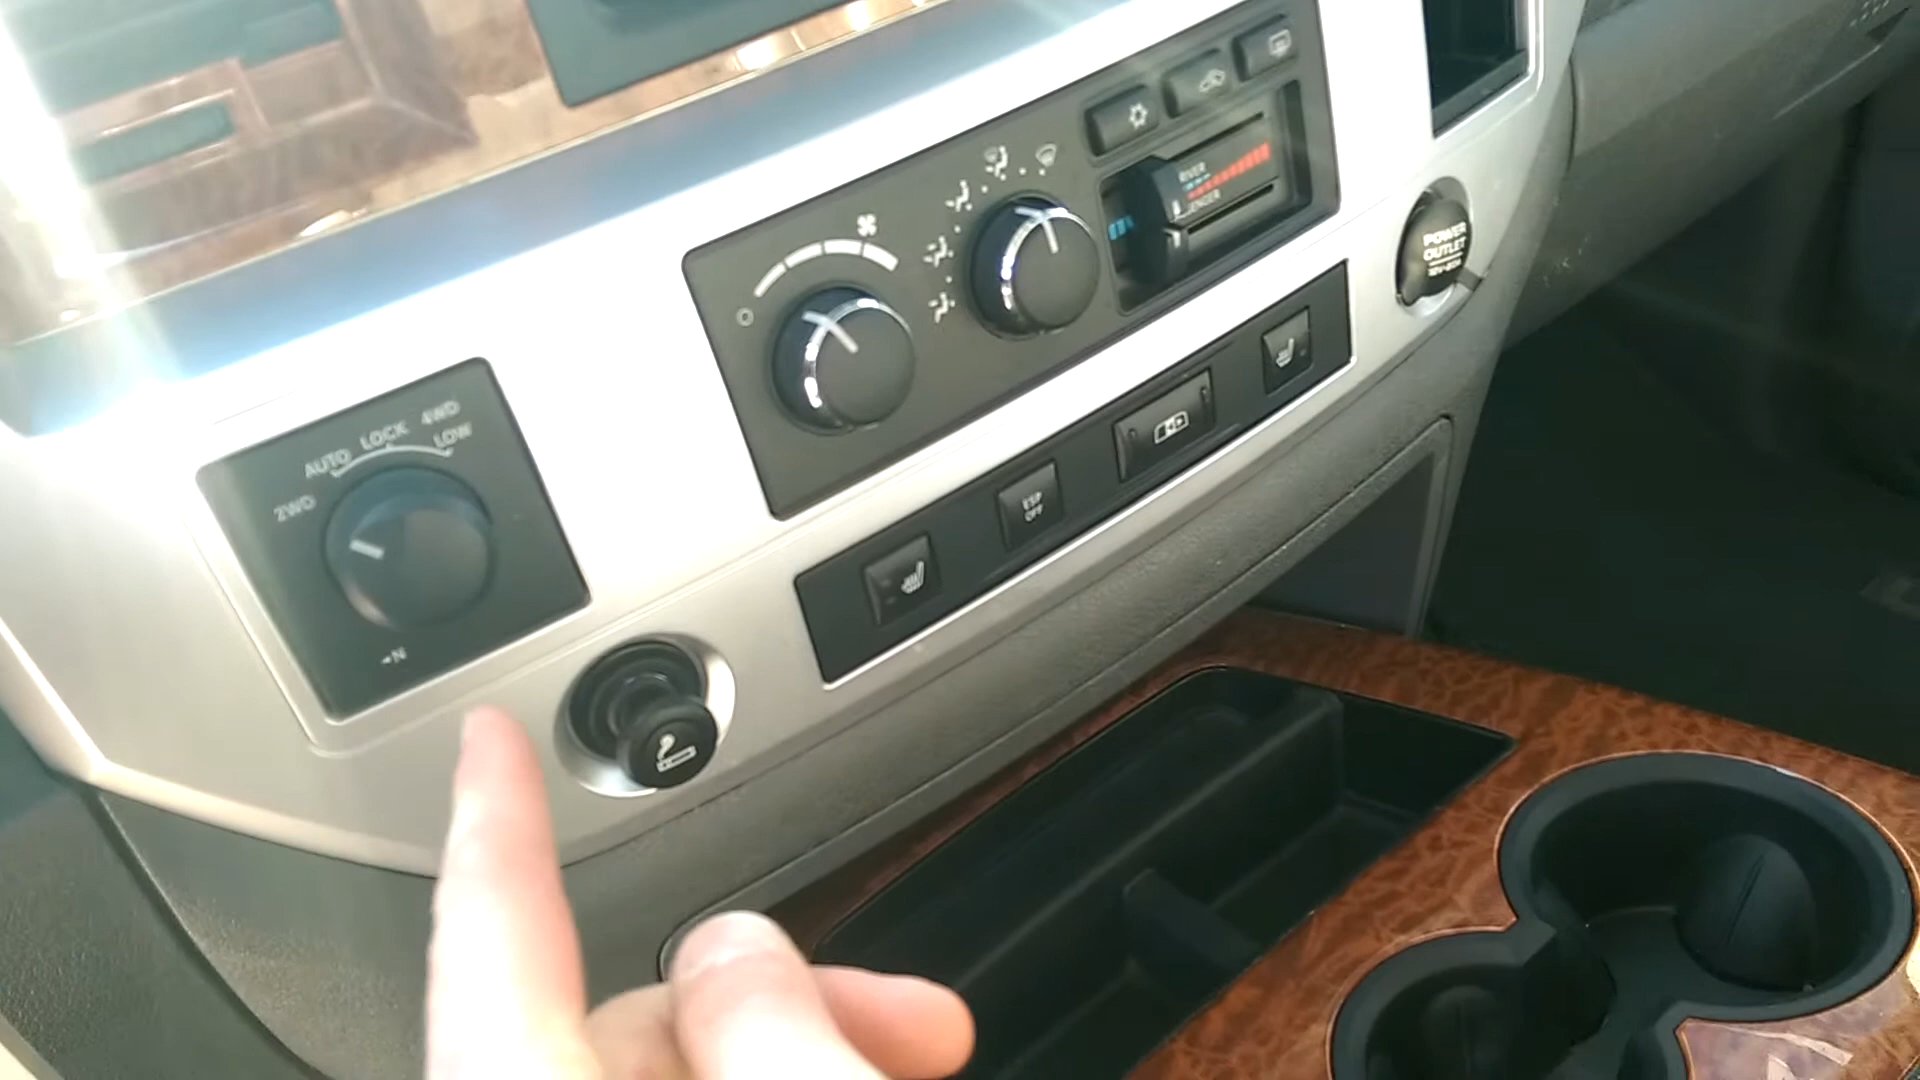 2WD
AUTO
LOCK
4WD
LOW
N
O
ESP
OFF
POWER
OUTLET